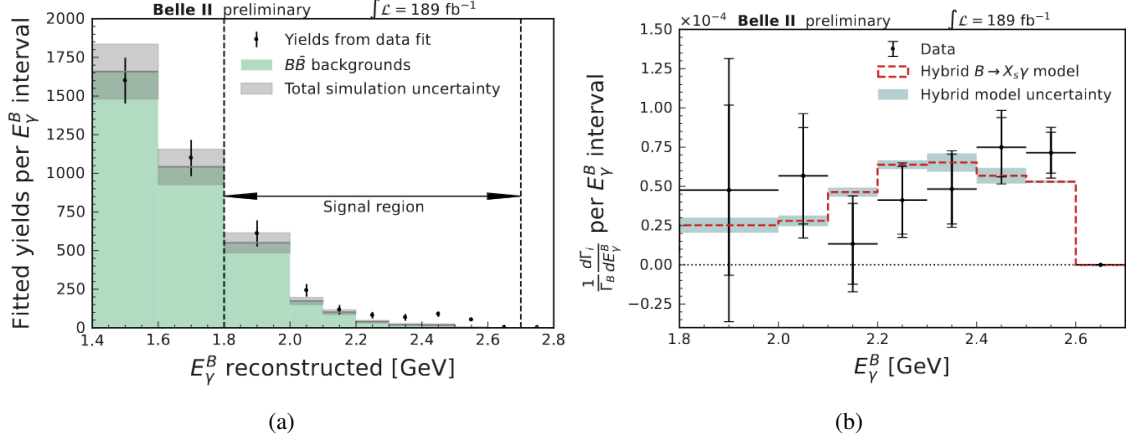 Belle II preliminary ∫ℒ = 189 fb⁻¹
2000
1750
1500
1250
1000
750
500
250
0
Fitted yields per E_γ^B interval
Yields from data fit
BB̄ backgrounds
Total simulation uncertainty
Signal region
1.4 1.6 1.8 2.0 2.2 2.4 2.6 2.8
E_γ^B reconstructed [GeV]
(a)
×10⁻⁴ Belle II preliminary ∫ℒ = 189 fb⁻¹
1.50
1.25
1.00
0.75
0.50
0.25
0.00
−0.25
1/Γ_B dΓ_i/dE_γ^B per E_γ^B interval
Data
Hybrid B → X_sγ model
Hybrid model uncertainty
1.8 2.0 2.2 2.4 2.6
E_γ^B [GeV]
(b)